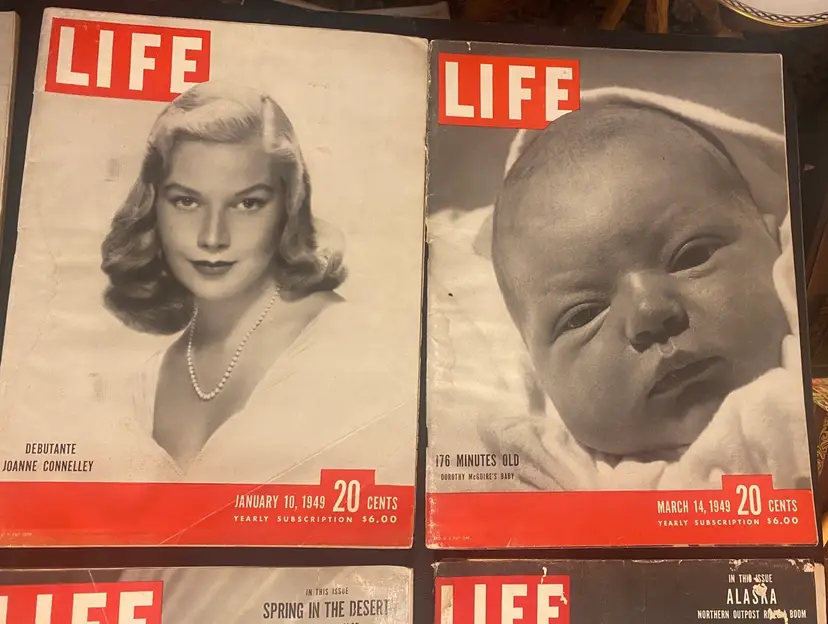 LIFE
DEBUTANTE
JOANNE CONNELLEY
JANUARY 10, 1949 20 CENTS
YEARLY SUBSCRIPTION $6.00
LIFE
176 MINUTES OLD
DOROTHY McGUIRE'S BABY
MARCH 14, 1949 20 CENTS
YEARLY SUBSCRIPTION $6.00
LIFE
IN THIS ISSUE
SPRING IN THE DESERT
LIFE
IN THIS ISSUE
ALASKA
NORTHERN OUTPOST BOOM